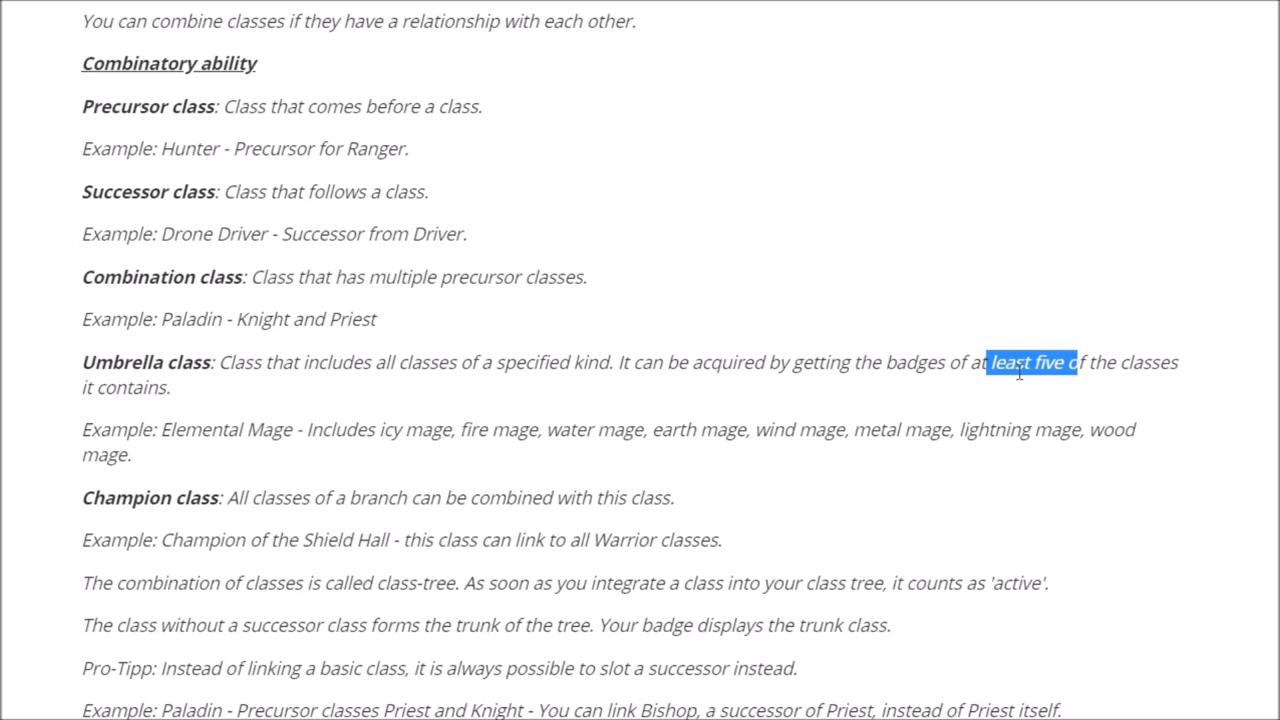 You can combine classes if they have a relationship with each other.
Combinatory ability
Precursor class: Class that comes before a class.
Example: Hunter - Precursor for Ranger.
Successor class: Class that follows a class.
Example: Drone Driver - Successor from Driver.
Combination class: Class that has multiple precursor classes.
Example: Paladin - Knight and Priest
Umbrella class: Class that includes all classes of a specified kind. It can be acquired by getting the badges of at least five of the classes
it contains.
Example: Elemental Mage - Includes icy mage, fire mage, water mage, earth mage, wind mage, metal mage, lightning mage, wood
mage.
Champion class: All classes of a branch can be combined with this class.
Example: Champion of the Shield Hall - this class can link to all Warrior classes.
The combination of classes is called class-tree. As soon as you integrate a class into your class tree, it counts as 'active'.
The class without a successor class forms the trunk of the tree. Your badge displays the trunk class.
Pro-Tipp: Instead of linking a basic class, it is always possible to slot a successor instead.
Example: Paladin - Precursor classes Priest and Knight - You can link Bishop, a successor of Priest, instead of Priest itself.